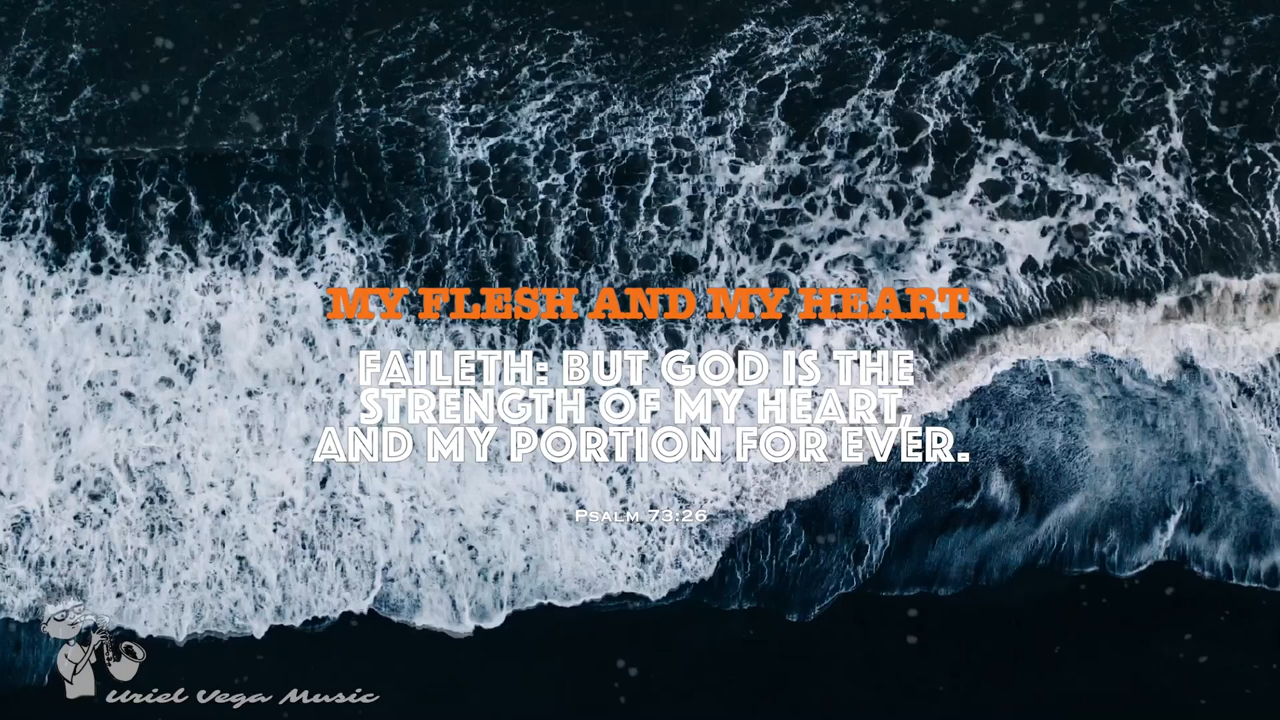 MY FLESH AND MY HEART
FAILETH: BUT GOD IS THE
STRENGTH OF MY HEART,
AND MY PORTION FOR EVER.
PSALM 73:26
Uriel Vega Music